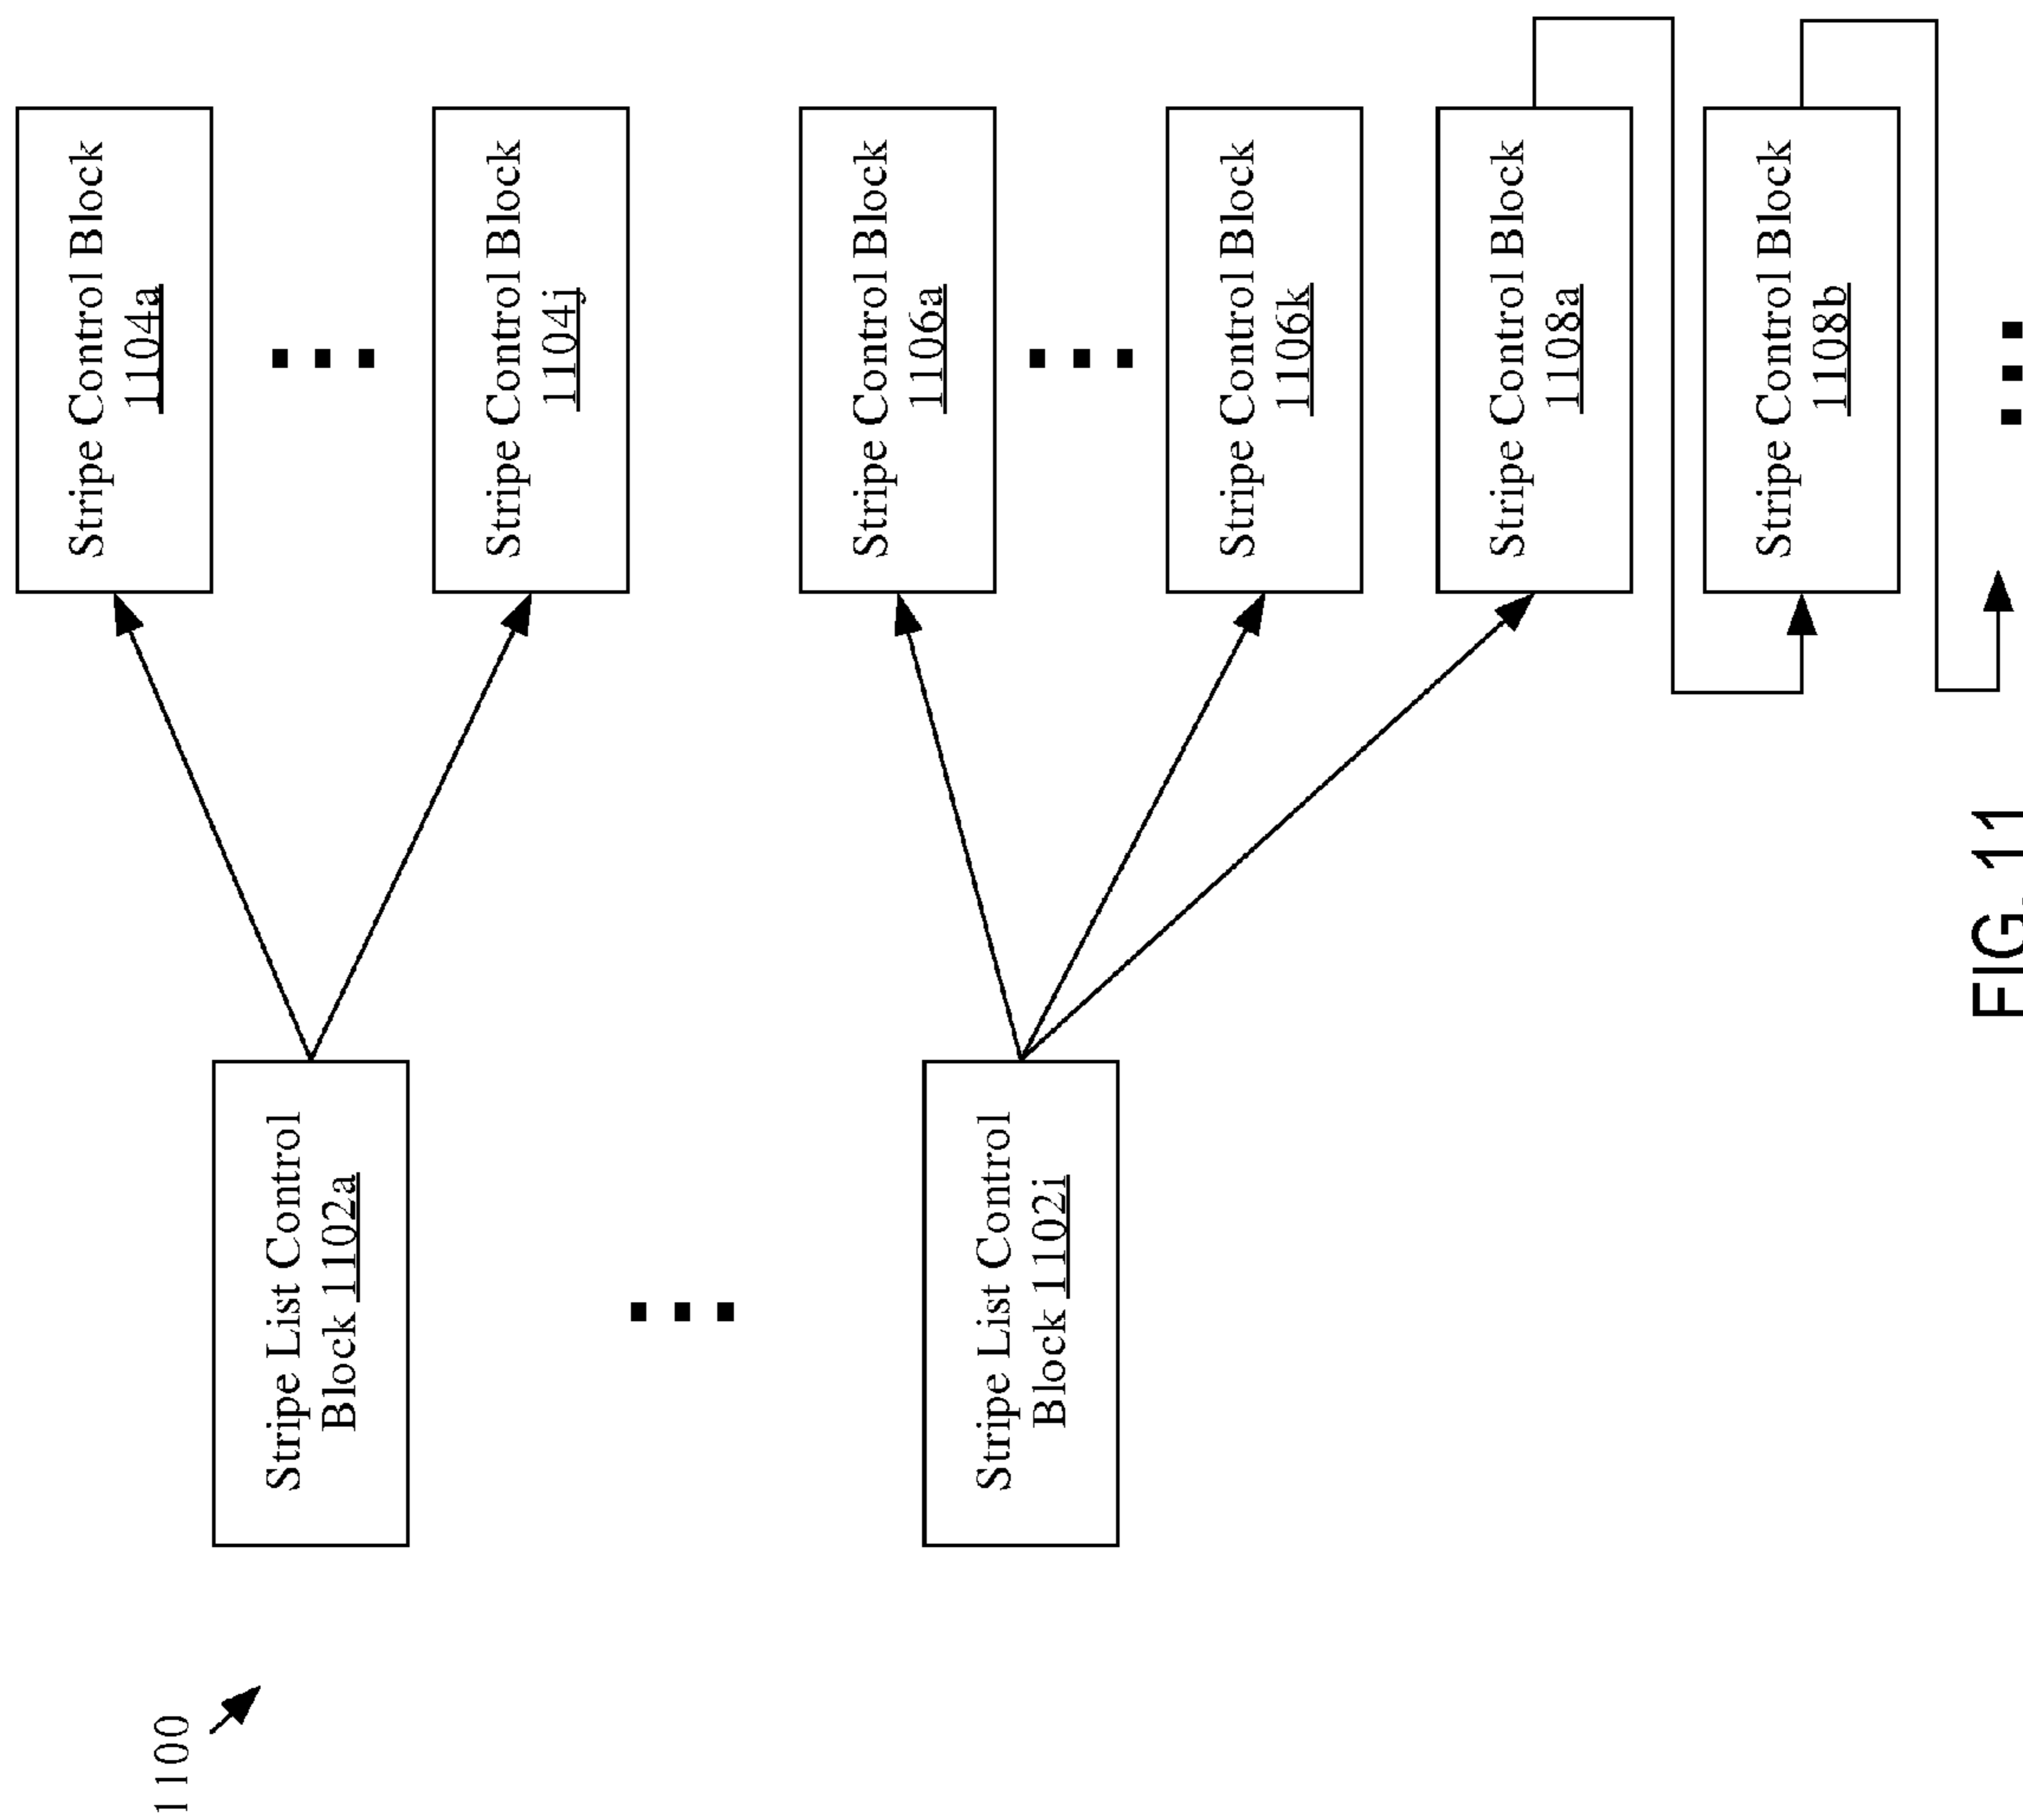 1100
Stripe List Control
Block 1102a
Stripe List Control
Block 1102i
Stripe Control Block
1104a
Stripe Control Block
1104j
Stripe Control Block
1106a
Stripe Control Block
1106k
Stripe Control Block
1108a
Stripe Control Block
1108b
FIG. 11